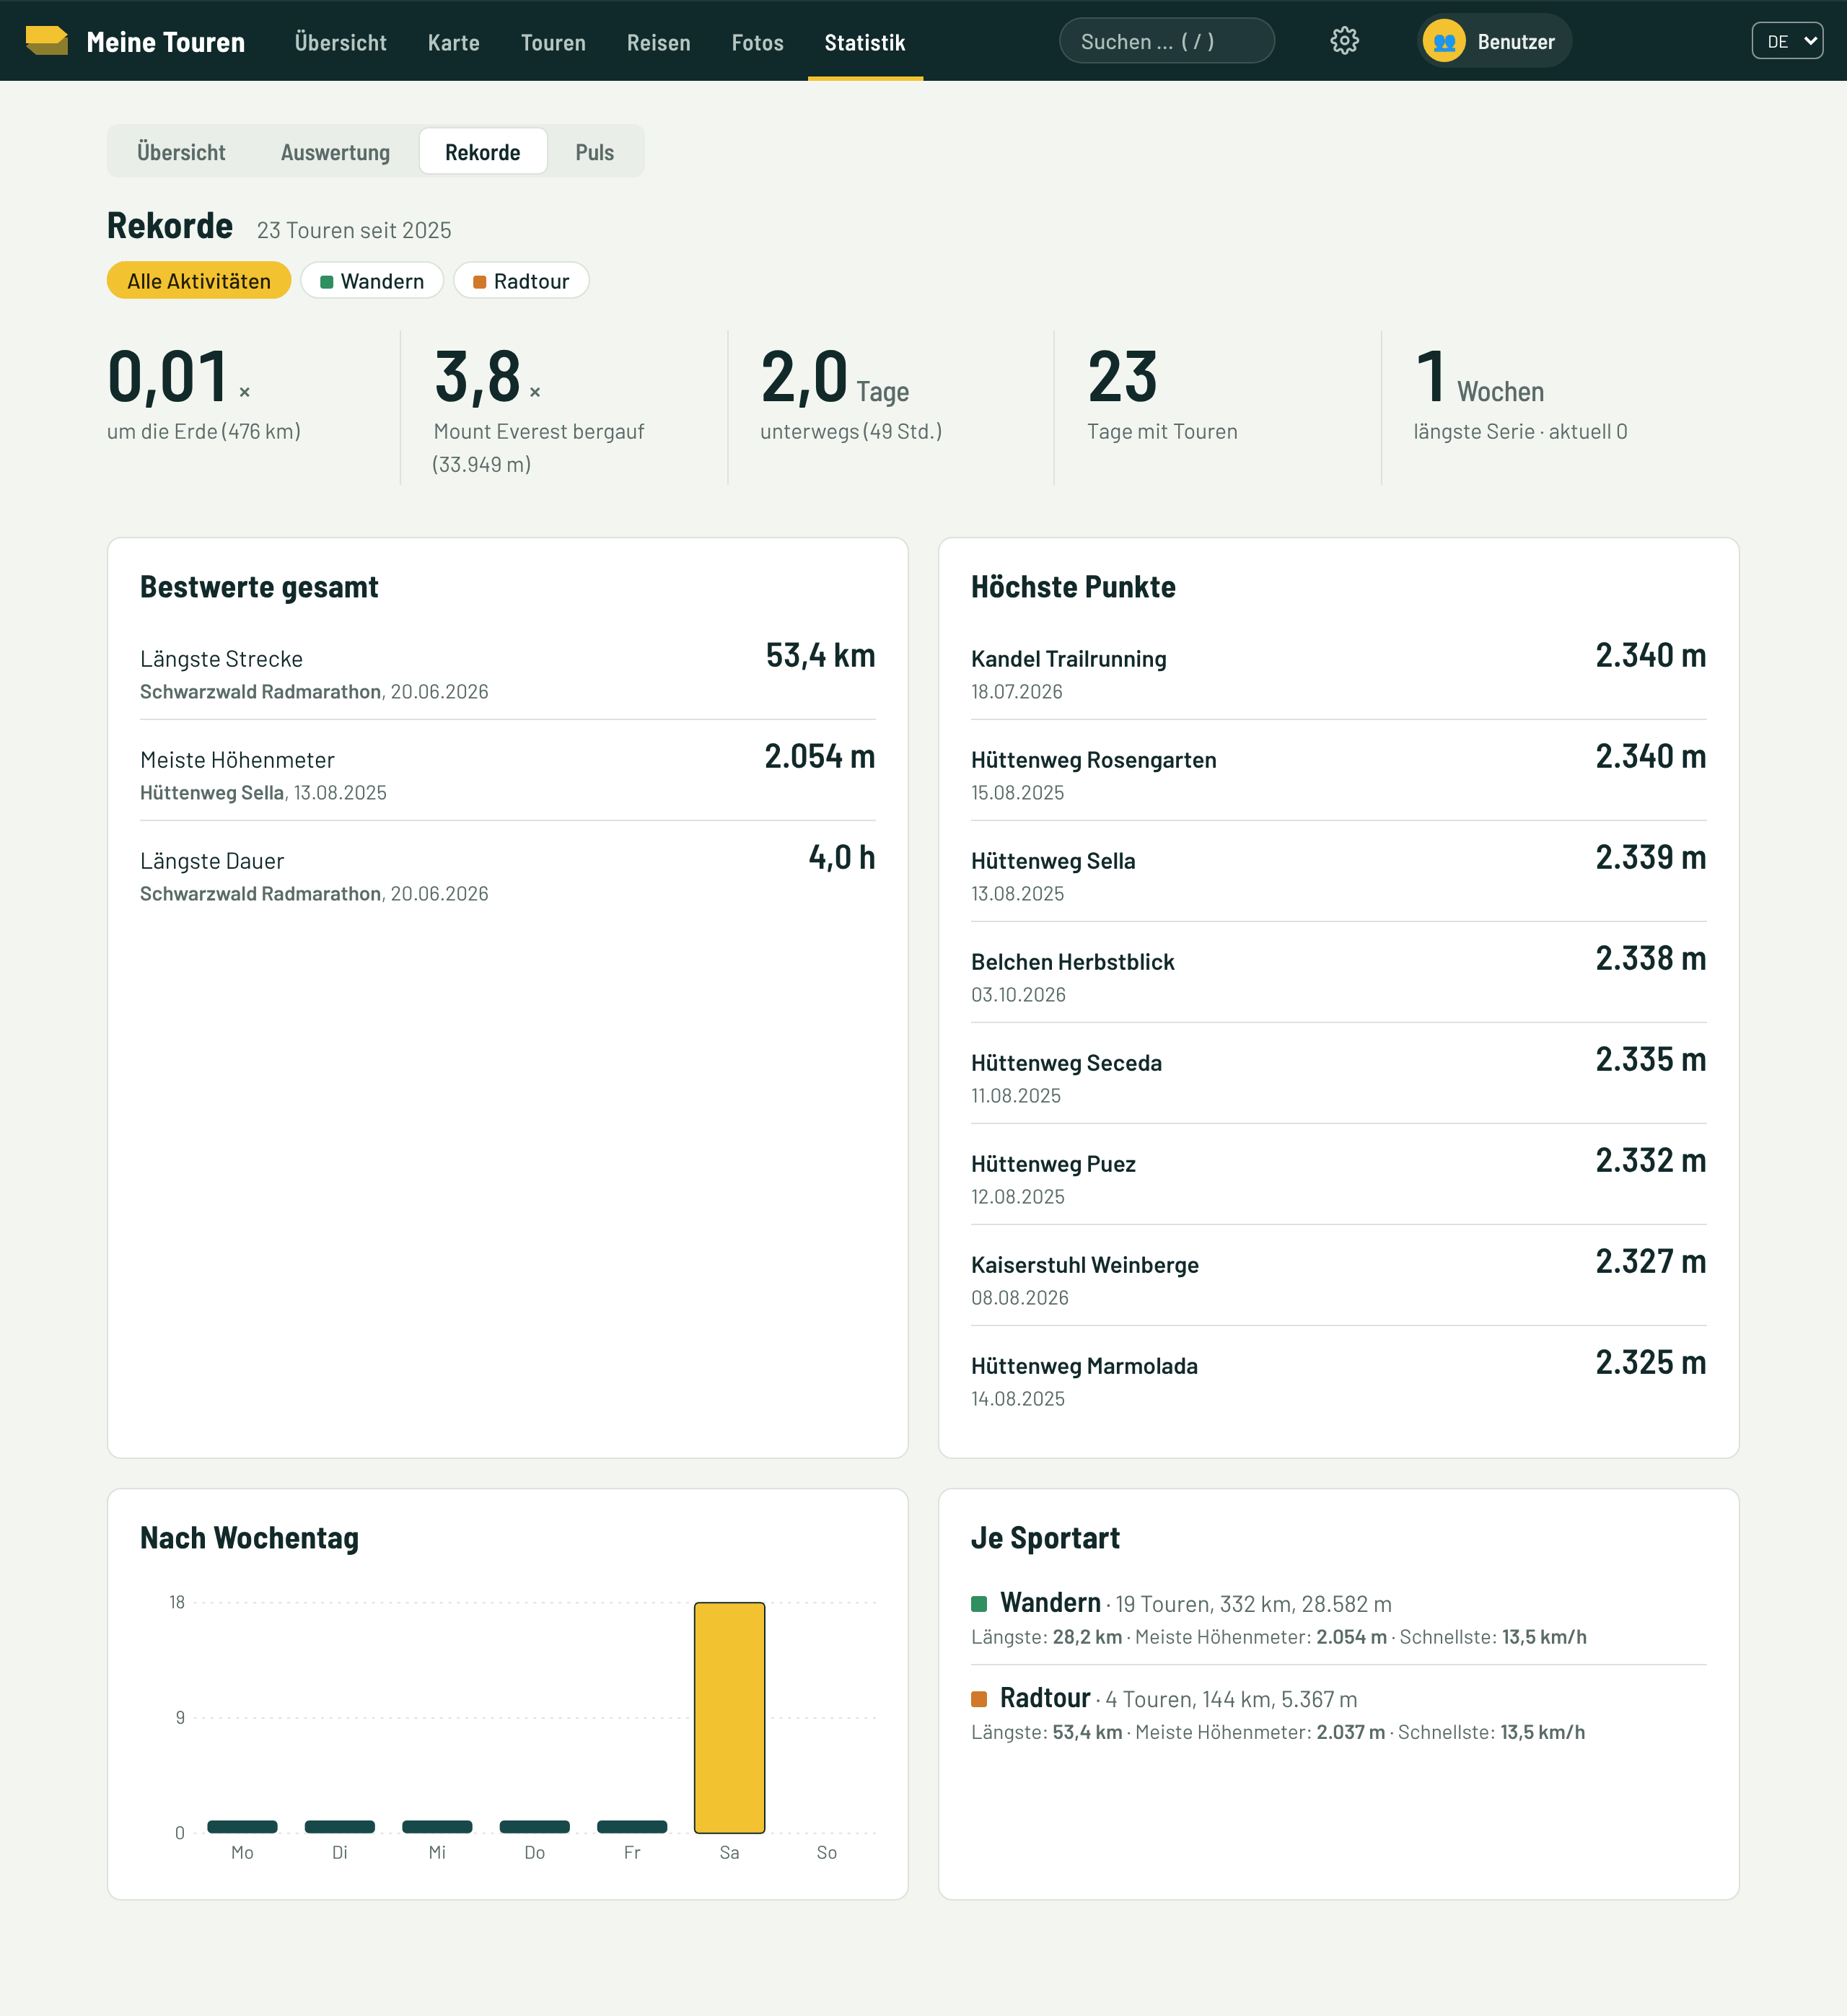 Meine Touren Übersicht Karte Touren Reisen Fotos Statistik Suchen ... ( / ) Benutzer DE
Übersicht Auswertung Rekorde Puls
Rekorde 23 Touren seit 2025
Alle Aktivitäten Wandern Radtour
0,01 ×
um die Erde (476 km)
3,8 ×
Mount Everest bergauf
(33.949 m)
2,0 Tage
unterwegs (49 Std.)
23
Tage mit Touren
1 Wochen
längste Serie · aktuell 0
Bestwerte gesamt
Längste Strecke 53,4 km
Schwarzwald Radmarathon, 20.06.2026
Meiste Höhenmeter 2.054 m
Hüttenweg Sella, 13.08.2025
Längste Dauer 4,0 h
Schwarzwald Radmarathon, 20.06.2026
Höchste Punkte
Kandel Trailrunning 2.340 m
18.07.2026
Hüttenweg Rosengarten 2.340 m
15.08.2025
Hüttenweg Sella 2.339 m
13.08.2025
Belchen Herbstblick 2.338 m
03.10.2026
Hüttenweg Seceda 2.335 m
11.08.2025
Hüttenweg Puez 2.332 m
12.08.2025
Kaiserstuhl Weinberge 2.327 m
08.08.2026
Hüttenweg Marmolada 2.325 m
14.08.2025
Nach Wochentag
18
9
0
Mo Di Mi Do Fr Sa So
Je Sportart
Wandern · 19 Touren, 332 km, 28.582 m
Längste: 28,2 km · Meiste Höhenmeter: 2.054 m · Schnellste: 13,5 km/h
Radtour · 4 Touren, 144 km, 5.367 m
Längste: 53,4 km · Meiste Höhenmeter: 2.037 m · Schnellste: 13,5 km/h